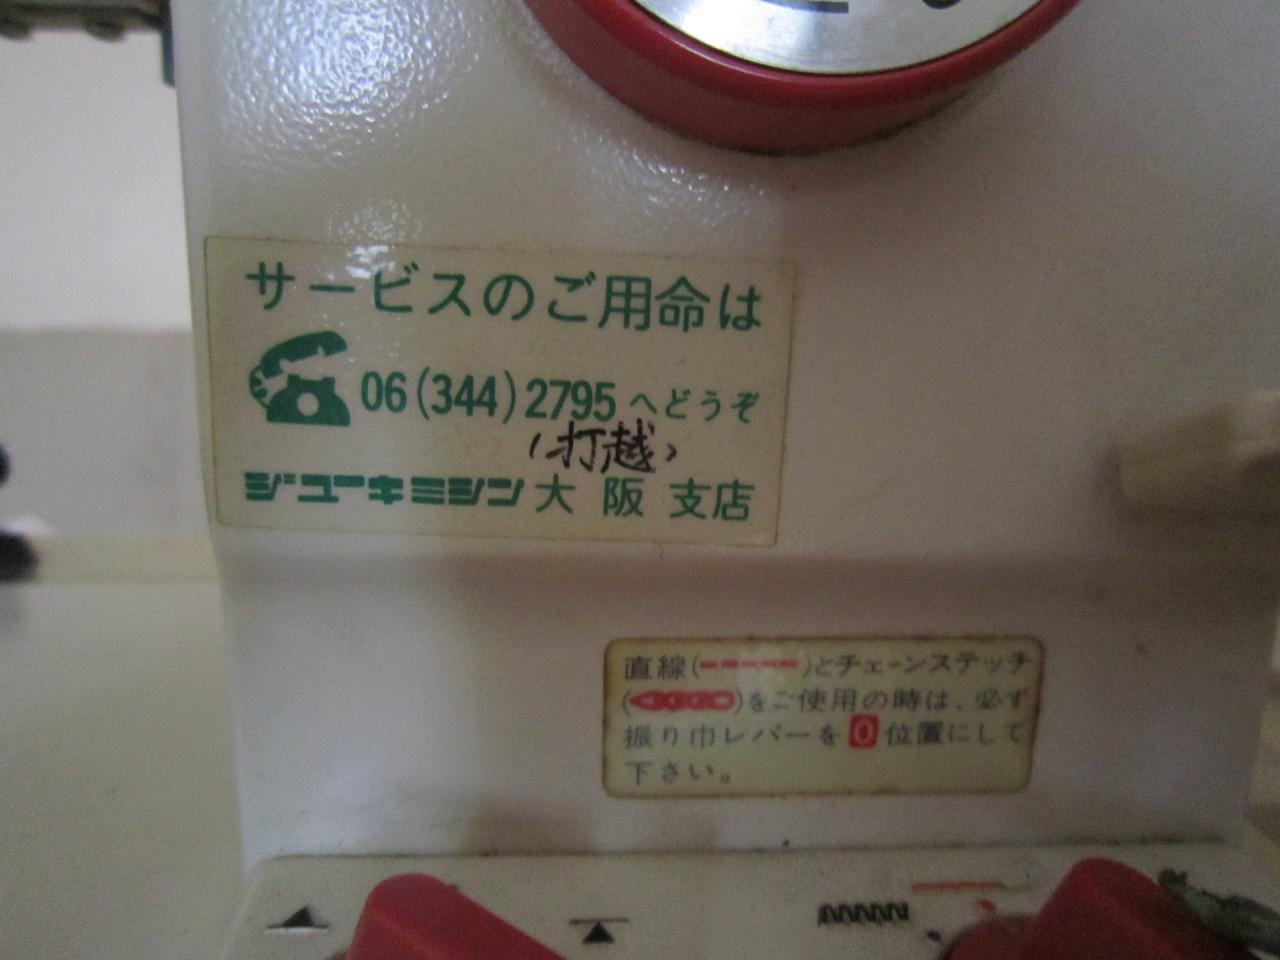 サービスのご用命は
06(344)2795へどうぞ
(打越)
ジューキミシン大阪支店
直線(-----)とチェーンステッチ
()をご使用の時は、必ず
振り巾レバーを0位置にして
下さい。